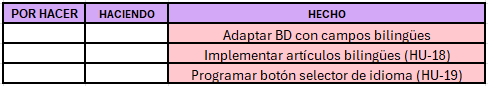 POR HACER HACIENDO HECHO
Adaptar BD con campos bilingües
Implementar artículos bilingües (HU-18)
Programar botón selector de idioma (HU-19)